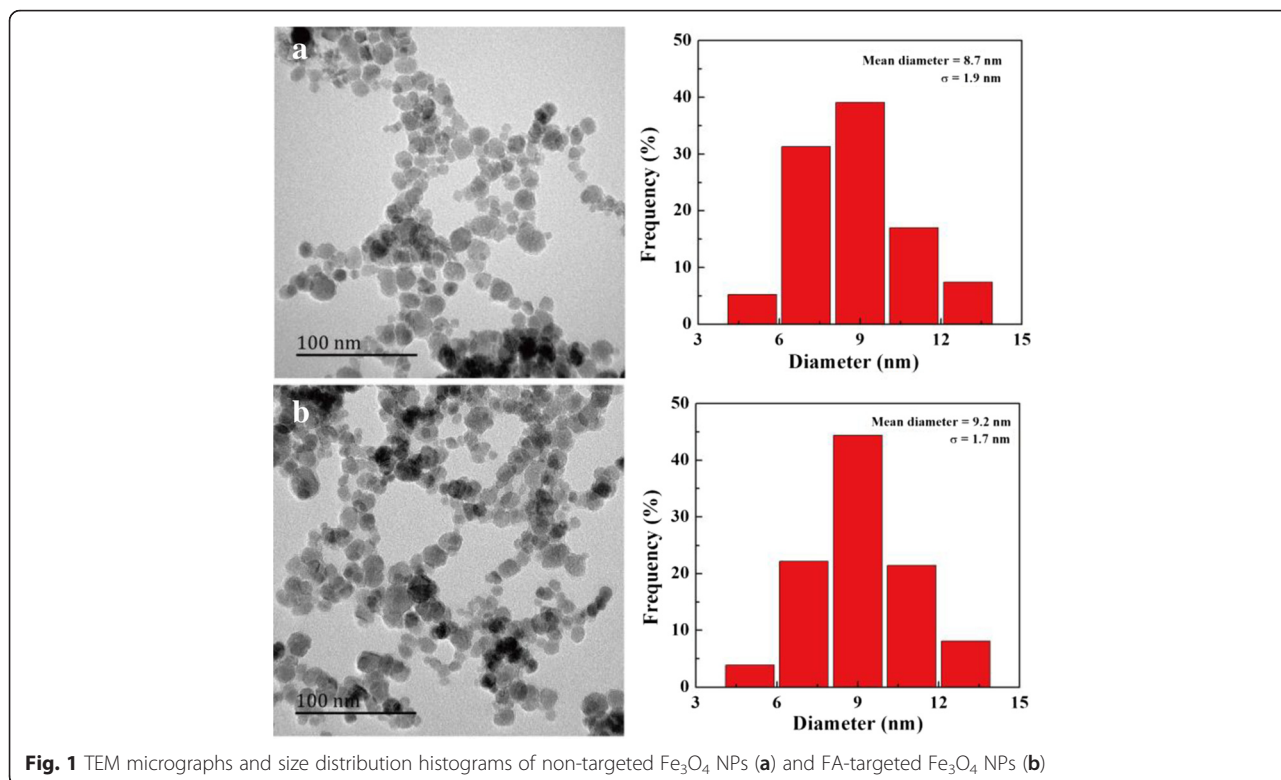 a
100 nm
50
40
30
20
10
0
Frequency (%)
Mean diameter = 8.7 nm
σ = 1.9 nm
3 6 9 12 15
Diameter (nm)
b
100 nm
50
40
30
20
10
0
Frequency (%)
Mean diameter = 9.2 nm
σ = 1.7 nm
3 6 9 12 15
Diameter (nm)
Fig. 1 TEM micrographs and size distribution histograms of non-targeted Fe₃O₄ NPs (a) and FA-targeted Fe₃O₄ NPs (b)